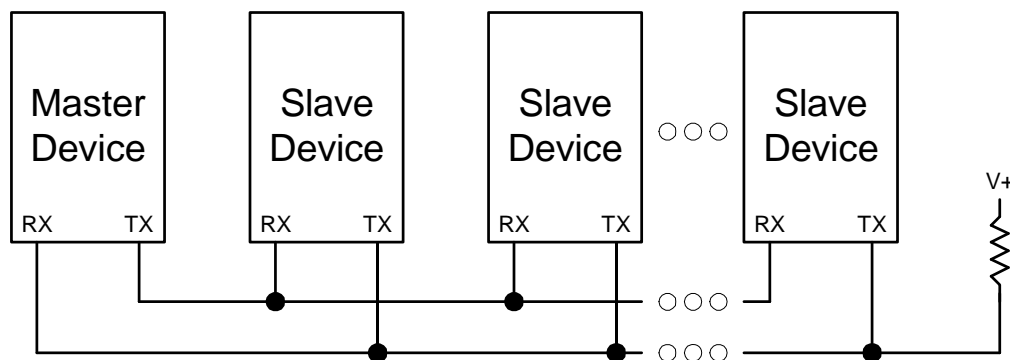 Master
Device
Slave
Device
Slave
Device
Slave
Device
RX TX
RX TX
RX TX
RX TX
V+